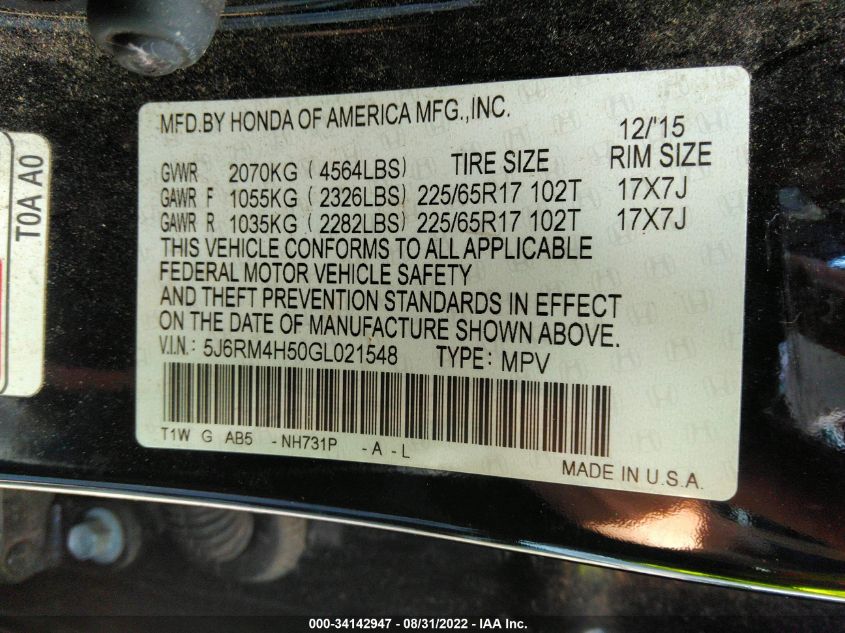 MFD.BY HONDA OF AMERICA MFG.,INC.
12/'15
GVWR 2070KG (4564LBS) TIRE SIZE RIM SIZE
GAWR F 1055KG (2326LBS) 225/65R17 102T 17X7J
GAWR R 1035KG (2282LBS) 225/65R17 102T 17X7J
THIS VEHICLE CONFORMS TO ALL APPLICABLE
FEDERAL MOTOR VEHICLE SAFETY
AND THEFT PREVENTION STANDARDS IN EFFECT
ON THE DATE OF MANUFACTURE SHOWN ABOVE.
V.I.N.: 5J6RM4H50GL021548 TYPE: MPV
T1W G AB5 -NH731P -A-L
MADE IN U.S.A.
T0A A0
000-34142947 - 08/31/2022 - IAA Inc.